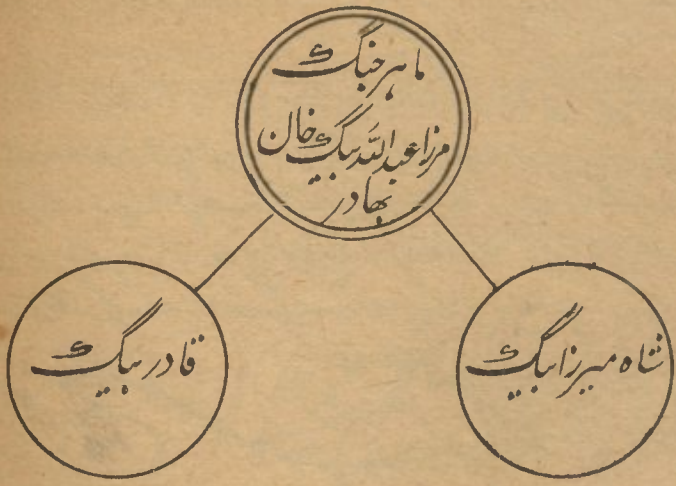 ماہر جنگ
مرزا عبداللہ بیگ خان
بہادر
شاہ میرزا بیگ
قادر بیگ